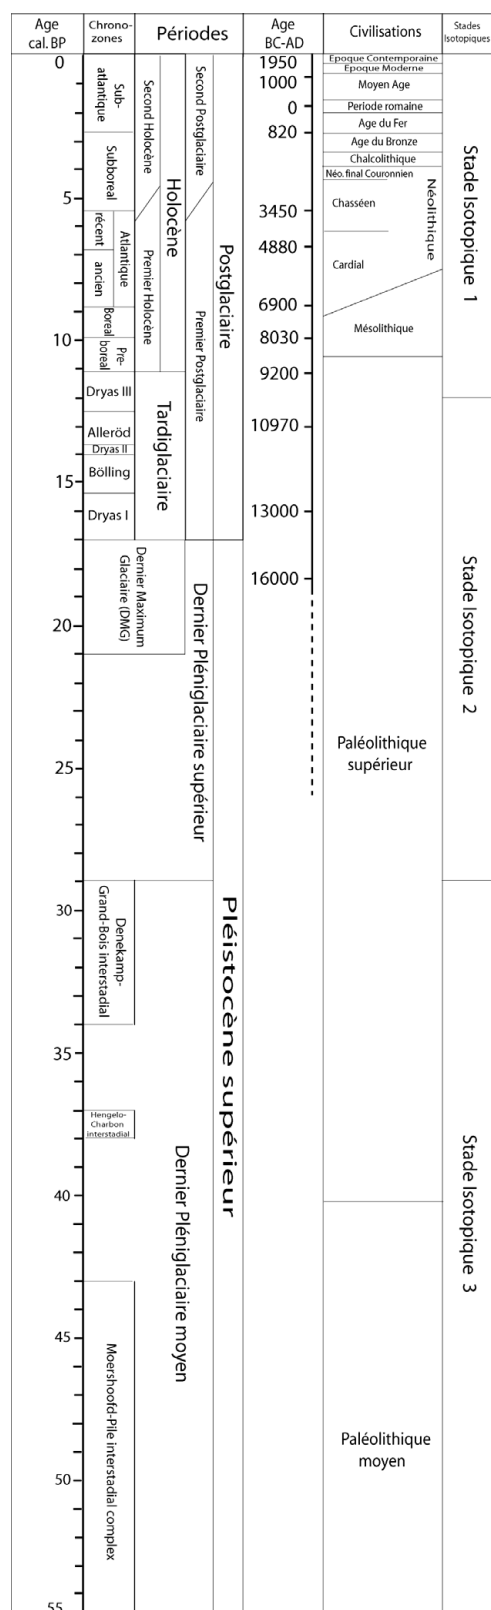 Age
cal. BP
Chrono-
zones
Périodes
Age
BC-AD
Civilisations
Stades
Isotopiques
0
5
10
15
20
25
30
35
40
45
50
55
Sub-
atlantique
Subboreal
récent
ancien
Atlantique
Boreal
Pre-
boreal
Dryas III
Alleröd
Dryas II
Bölling
Dryas I
Denekamp-
Grand-Bois interstadial
Hengelo-
Charbon
interstadial
Moershoofd-Pile interstadial complex
Second Holocène
Premier Holocène
Holocène
Tardiglaciaire
Dernier Maximum
Glaciaire (DMG)
Second Postglaciaire
Premier Postglaciaire
Postglaciaire
Dernier Pléniglaciaire supérieur
Dernier Pléniglaciaire moyen
Pléistocène supérieur
1950
1000
0
820
3450
4880
6900
8030
9200
10970
13000
16000
Epoque Contemporaine
Epoque Moderne
Moyen Age
Periode romaine
Age du Fer
Age du Bronze
Chalcolithique
Néo. final Couronnien
Chasséen
Cardial
Néolithique
Mésolithique
Paléolithique
supérieur
Paléolithique
moyen
Stade Isotopique 1
Stade Isotopique 2
Stade Isotopique 3